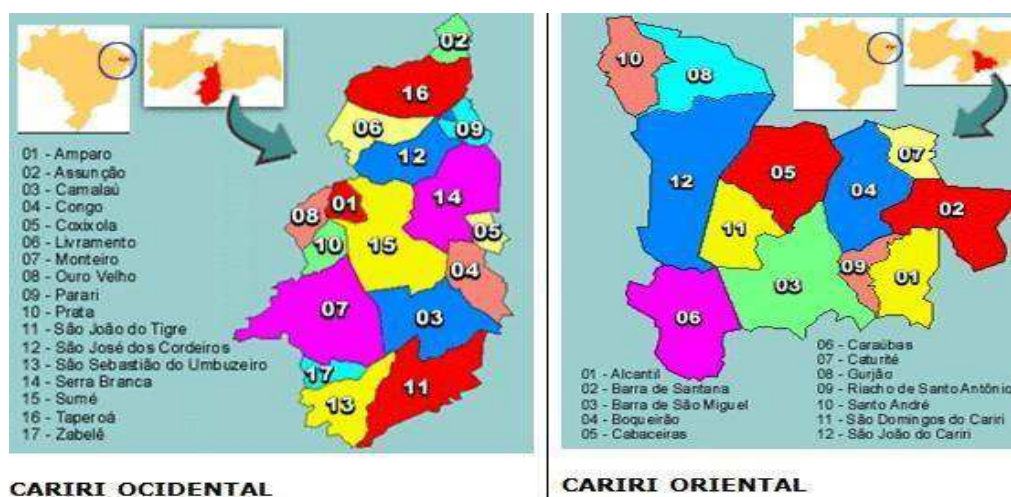 02
16
06
09
12
14
08
01
05
10
15
04
07
03
17
11
13
01 - Amparo
02 - Assunção
03 - Camalaú
04 - Congo
05 - Coxixola
06 - Livramento
07 - Monteiro
08 - Ouro Velho
09 - Parari
10 - Prata
11 - São João do Tigre
12 - São José dos Cordeiros
13 - São Sebastião do Umbuzeiro
14 - Serra Branca
15 - Sumé
16 - Taperoá
17 - Zabelê
CARIRI OCIDENTAL
10
08
07
05
12
04
02
11
09
01
03
06
01 - Alcantil
02 - Barra de Santana
03 - Barra de São Miguel
04 - Boqueirão
05 - Cabaceiras
06 - Caraúbas
07 - Caturité
08 - Gurjão
09 - Riacho de Santo Antônio
10 - Santo André
11 - São Domingos do Cariri
12 - São João do Cariri
CARIRI ORIENTAL